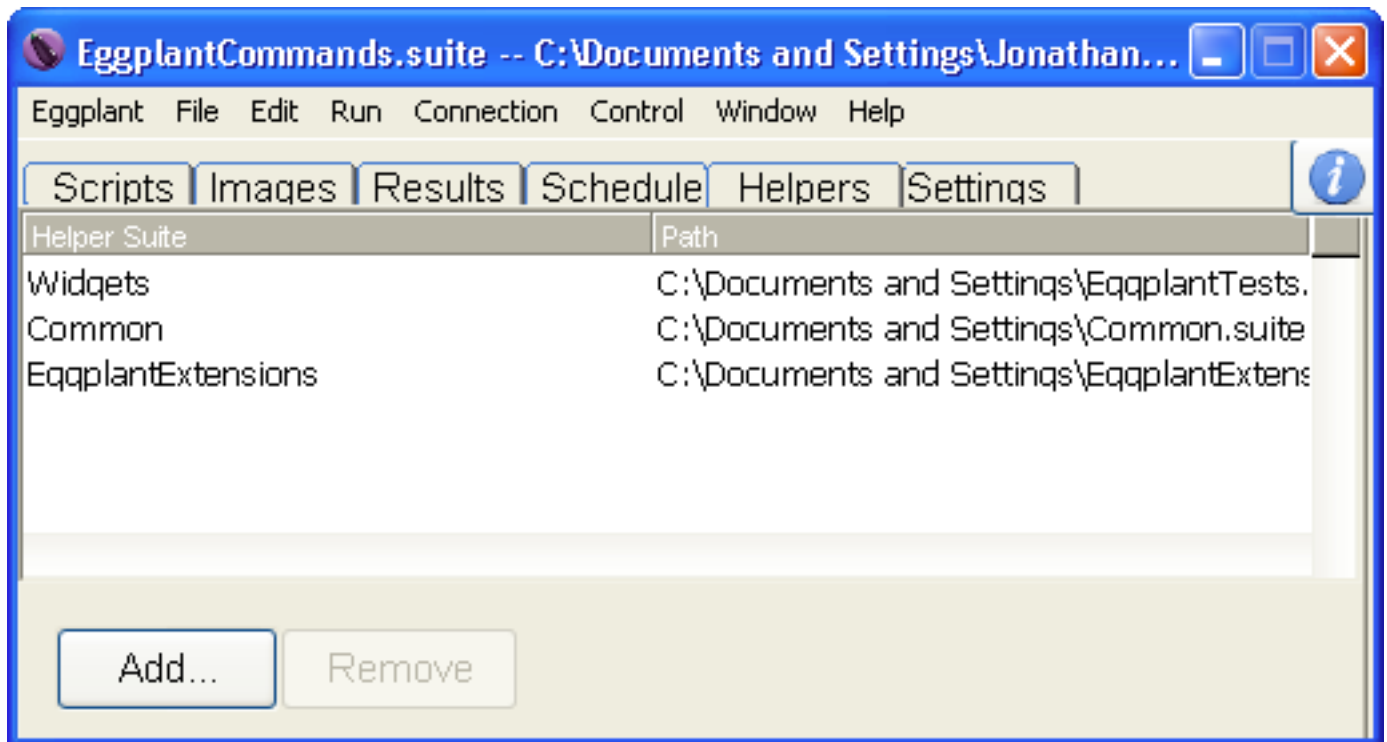 EggplantCommands.suite -- C:\Documents and Settings\Jonathan...
Eggplant File Edit Run Connection Control Window Help
Scripts Images Results Schedule Helpers Settings
Helper Suite Path
Widgets C:\Documents and Settings\EggplantTests.
Common C:\Documents and Settings\Common.suite
EggplantExtensions C:\Documents and Settings\EggplantExtens
Add... Remove